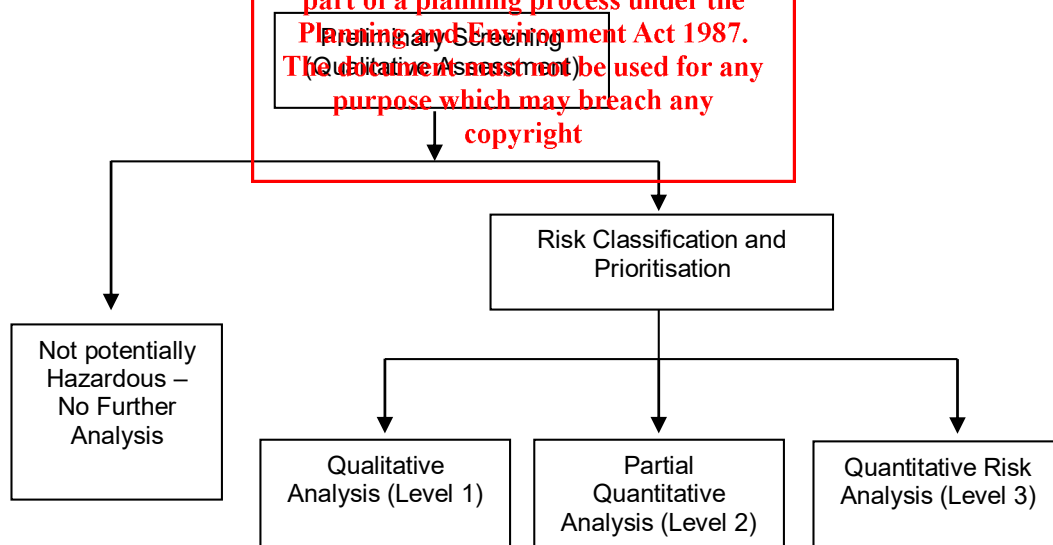 part of a planning process under the
Planning and Environment Act 1987.
The document must not be used for any
purpose which may breach any
copyright
Preliminary Screening
(Qualitative Assessment)
Risk Classification and
Prioritisation
Not potentially
Hazardous –
No Further
Analysis
Qualitative
Analysis (Level 1)
Partial
Quantitative
Analysis (Level 2)
Quantitative Risk
Analysis (Level 3)